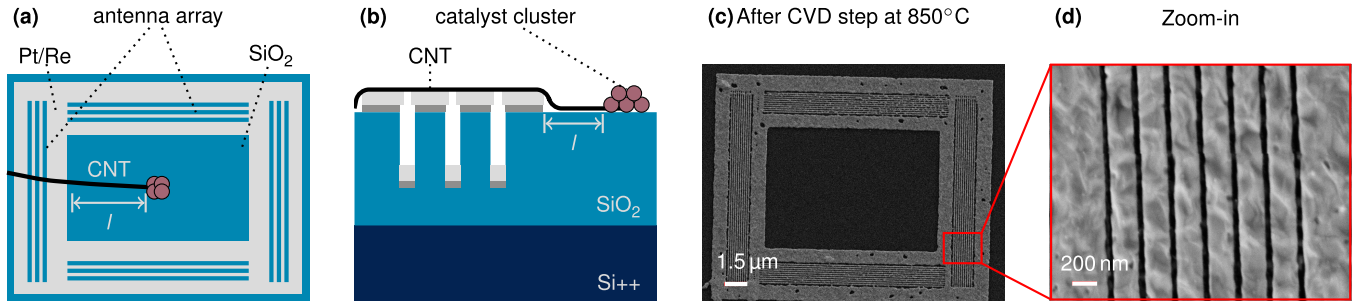 (a)
antenna array
Pt/Re
SiO₂
CNT
l
(b)
catalyst cluster
CNT
l
SiO₂
Si++
(c) After CVD step at 850°C
1.5 μm
(d) Zoom-in
200 nm